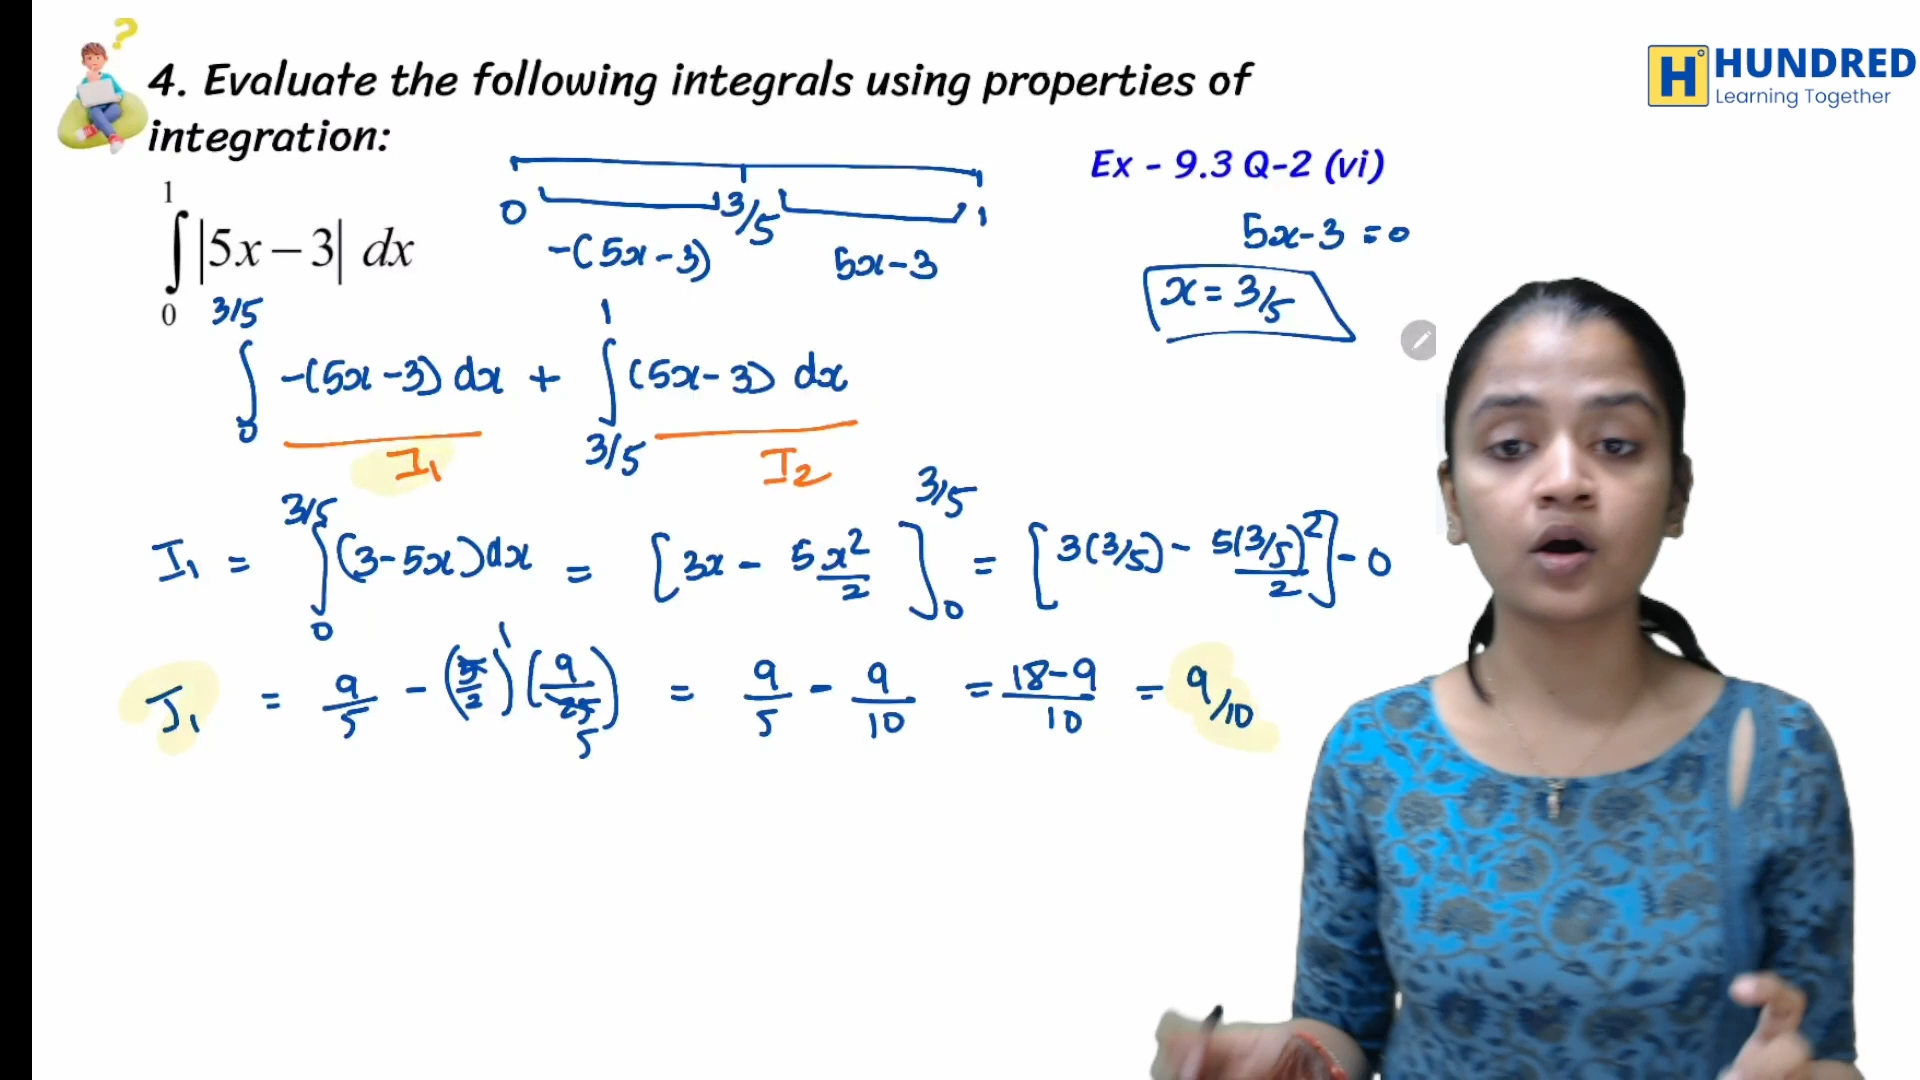 4. Evaluate the following integrals using properties of
integration:
HUNDRED
Learning Together
Ex - 9.3 Q-2 (vi)
∫₀¹ |5x − 3| dx
0 3/5 1
-(5x-3) 5x-3
5x-3 = 0
x = 3/5
∫₀^{3/5} -(5x-3) dx + ∫_{3/5}^1 (5x-3) dx
I₁ I₂
I₁ = ∫₀^{3/5} (3-5x) dx = [3x - 5x²/2]₀^{3/5} = [3(3/5) - 5(3/5)²/2] - 0
I₁ = 9/5 - (5/2)^1 (9/25 5) = 9/5 - 9/10 = 18-9/10 = 9/10